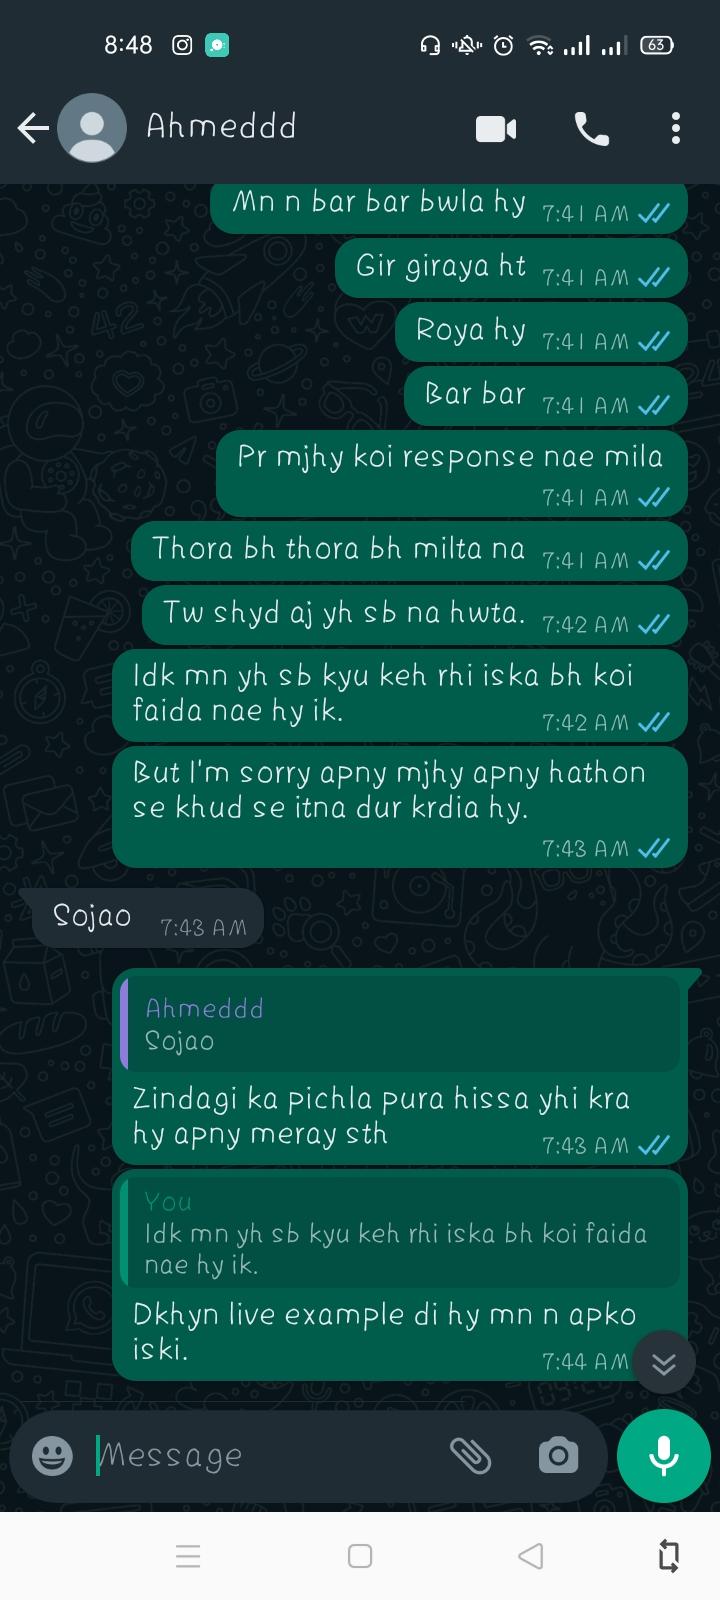 8:48
63
Ahmeddd
Mn n bar bar bwla hy 7:41 AM
Gir giraya ht 7:41 AM
Roya hy 7:41 AM
Bar bar 7:41 AM
Pr mjhy koi response nae mila
7:41 AM
Thora bh thora bh milta na 7:41 AM
Tw shyd aj yh sb na hwta. 7:42 AM
Idk mn yh sb kyu keh rhi iska bh koi
faida nae hy ik. 7:42 AM
But I'm sorry apny mjhy apny hathon
se khud se itna dur krdia hy.
7:43 AM
Sojao 7:43 AM
Ahmeddd
Sojao
Zindagi ka pichla pura hissa yhi kra
hy apny meray sth 7:43 AM
You
Idk mn yh sb kyu keh rhi iska bh koi faida
nae hy ik.
Dkhyn live example di hy mn n apko
iski. 7:44 AM
Message